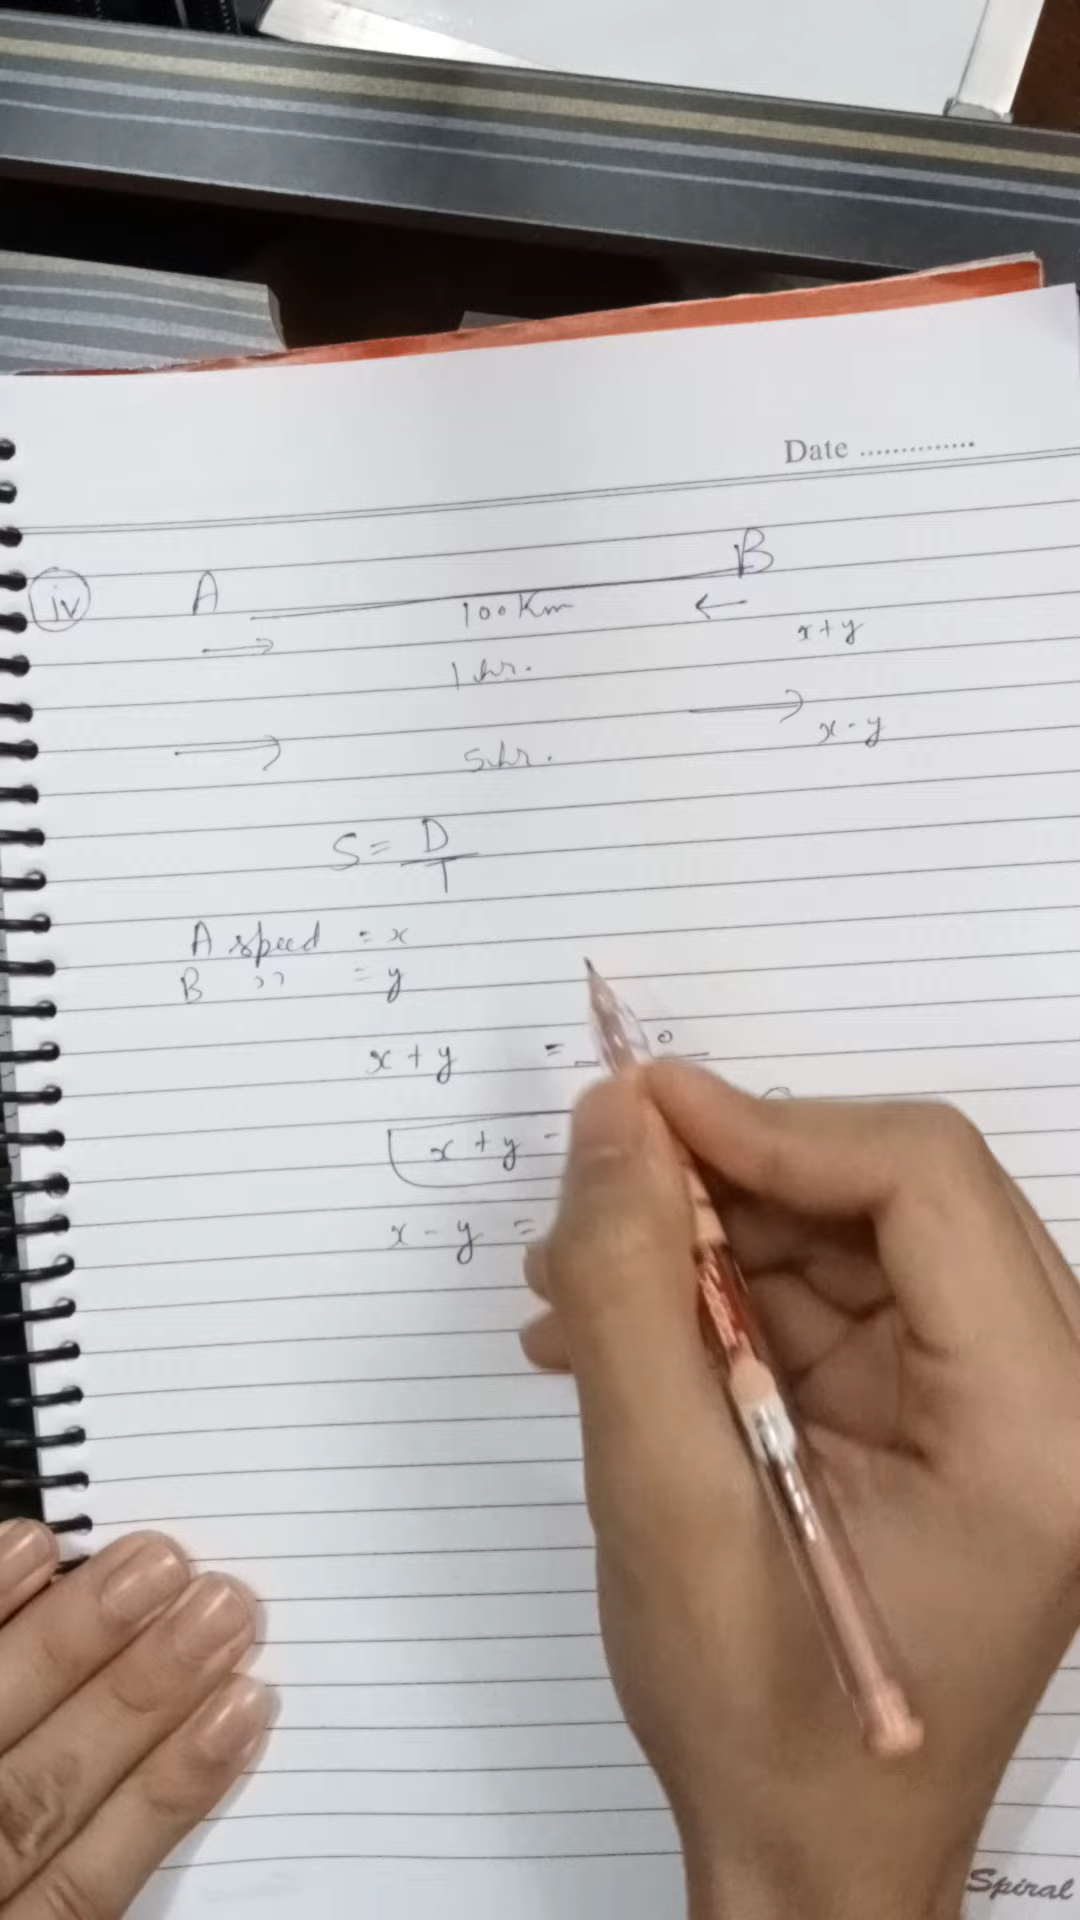 Date ..............
iv A B
100 Km ←
→ x+y
1 hr.
→ x-y
→ 5 hr.
S = D
T
A speed = x
B ,, = y
x + y =
x + y =
x - y =
Spiral